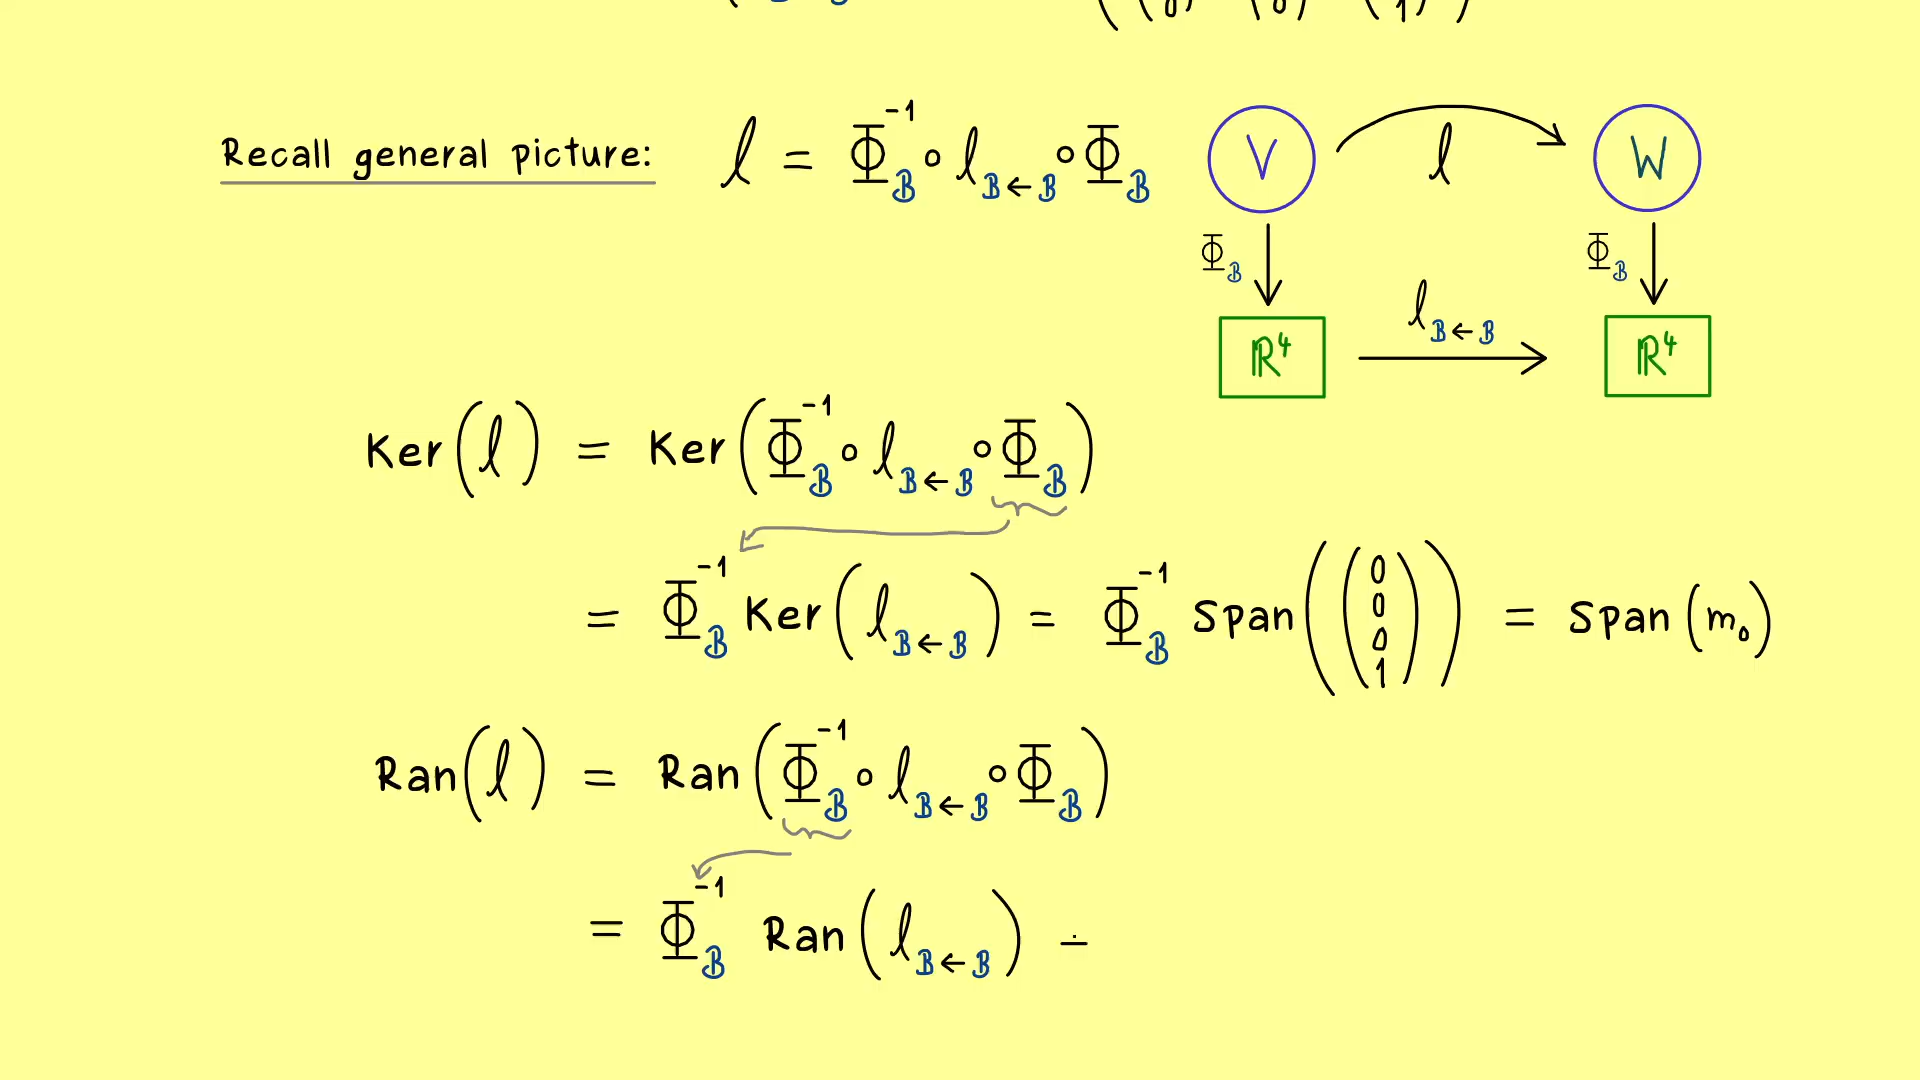 Recall general picture: ℓ = Φ_B^{-1} ∘ ℓ_{B←B} ∘ Φ_B
V ℓ W
Φ_B Φ_B
ℝ⁴ ℓ_{B←B} ℝ⁴
Ker(ℓ) = Ker(Φ_B^{-1} ∘ ℓ_{B←B} ∘ Φ_B)
= Φ_B^{-1} Ker(ℓ_{B←B}) = Φ_B^{-1} Span((0 0 0 1)) = Span(m₀)
Ran(ℓ) = Ran(Φ_B^{-1} ∘ ℓ_{B←B} ∘ Φ_B)
= Φ_B^{-1} Ran(ℓ_{B←B})